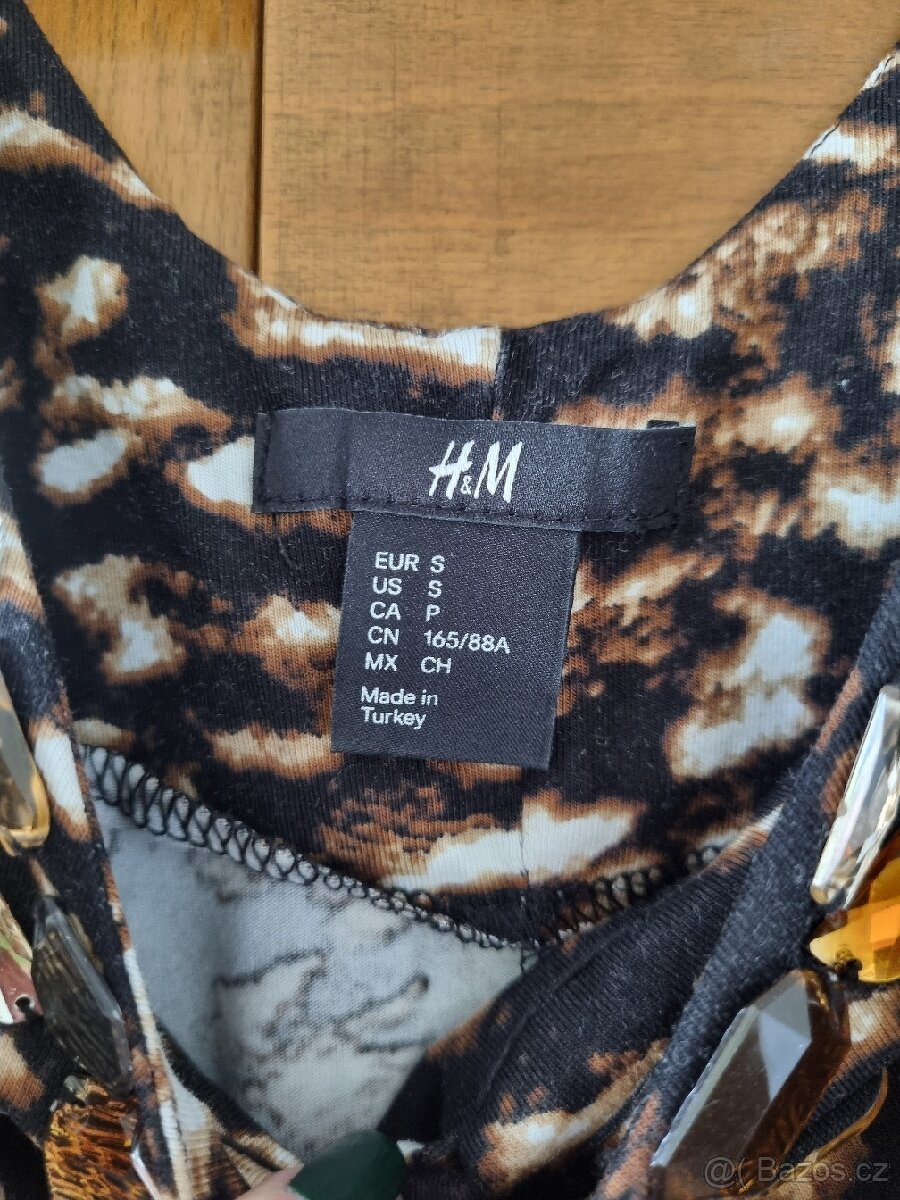 H&M
EUR S
US S
CA P
CN 165/88A
MX CH
Made in
Turkey
@ Bazos.cz